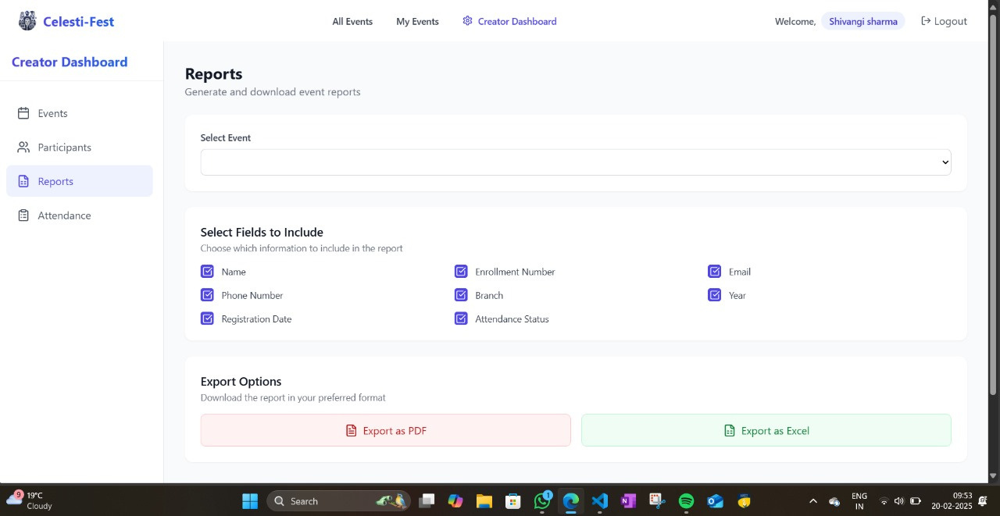 Celesti-Fest
All Events
My Events
Creator Dashboard
Welcome,
Shivangi sharma
Logout
Creator Dashboard
Events
Participants
Reports
Attendance
Reports
Generate and download event reports
Select Event
Select Fields to Include
Choose which information to include in the report
Name
Enrollment Number
Email
Phone Number
Branch
Year
Registration Date
Attendance Status
Export Options
Download the report in your preferred format
Export as PDF
Export as Excel
9
19°C
Cloudy
Search
1
N
ENG
IN
09:53
20-02-2025